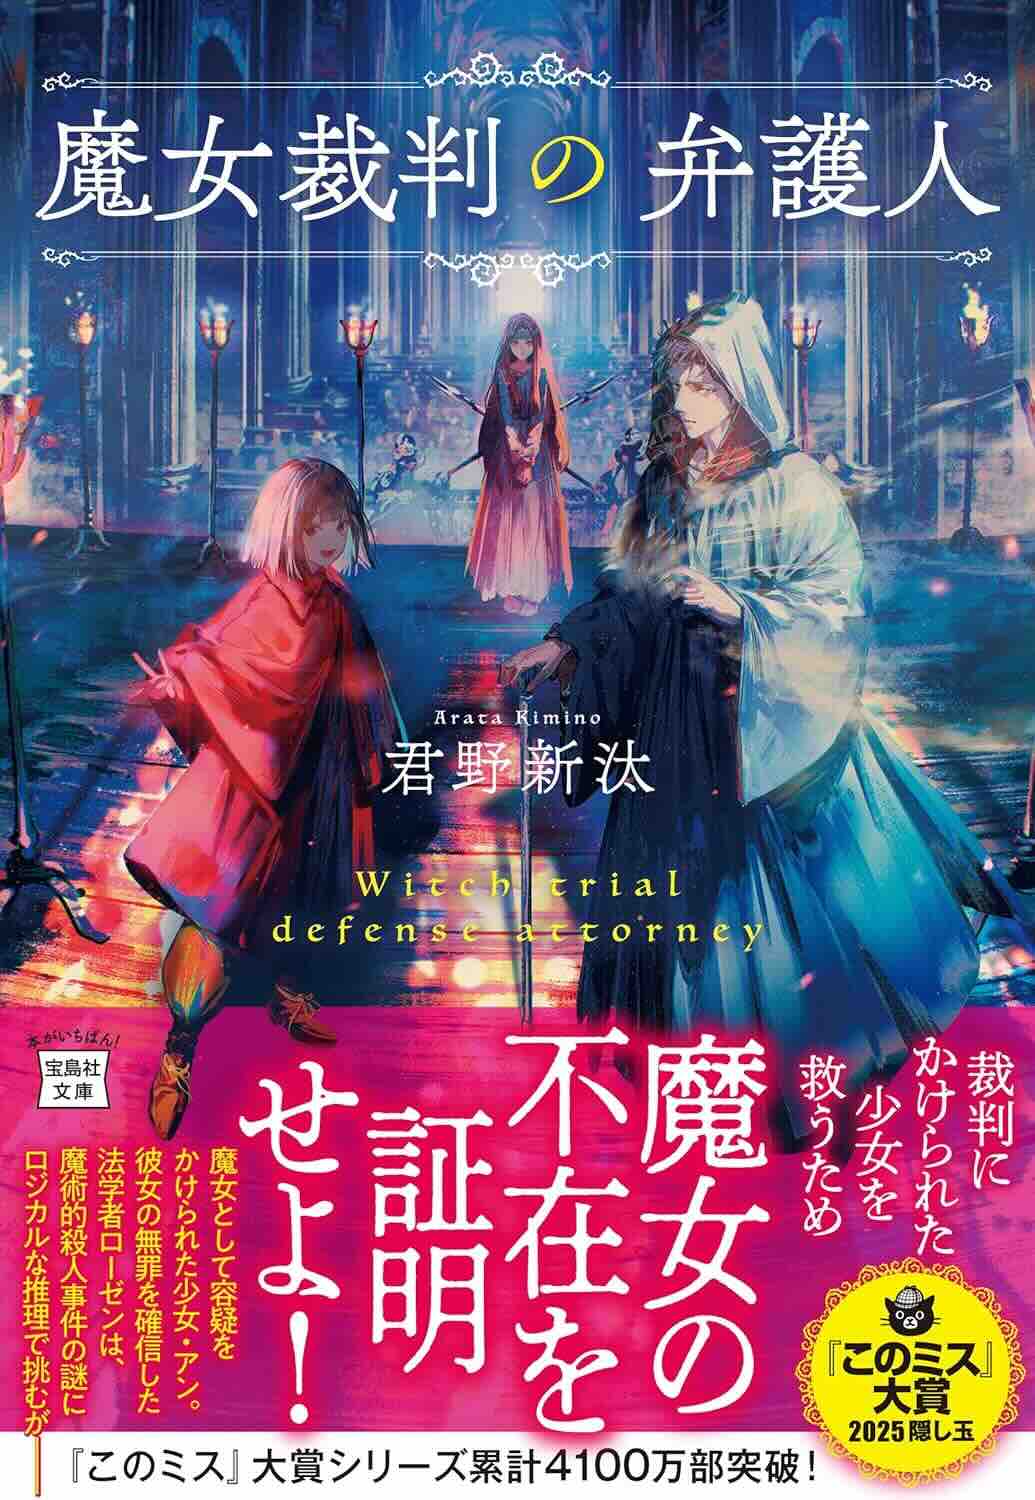 魔女裁判の弁護人
Arata Kimino
君野新汰
Witch trial
defense attorney
本がいちばん!
宝島社
文庫
裁判に
かけられた
少女を
救うため
魔女の
不在を
証明
せよ!
魔女として容疑を
かけられた少女・アン。
彼女の無罪を確信した
法学者ローゼンは、
魔術的殺人事件の謎に
ロジカルな推理で挑むが――
『このミス』
大賞
2025隠し玉
『このミス』大賞シリーズ累計4100万部突破!